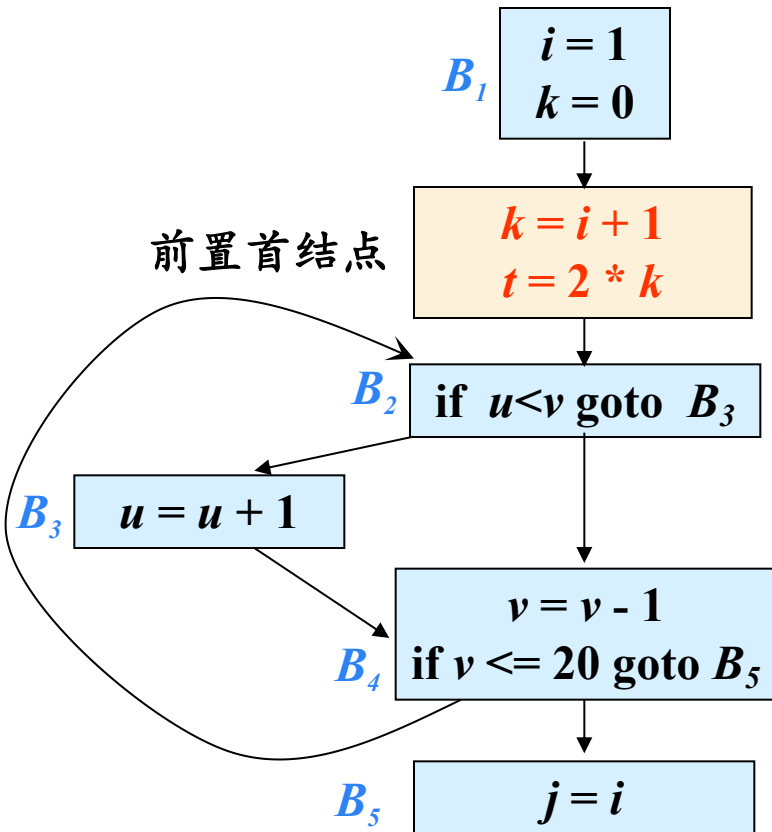 B₁
i = 1
k = 0
前置首结点
k = i + 1
t = 2 * k
B₂
if u<v goto B₃
B₃
u = u + 1
B₄
v = v - 1
if v <= 20 goto B₅
B₅
j = i